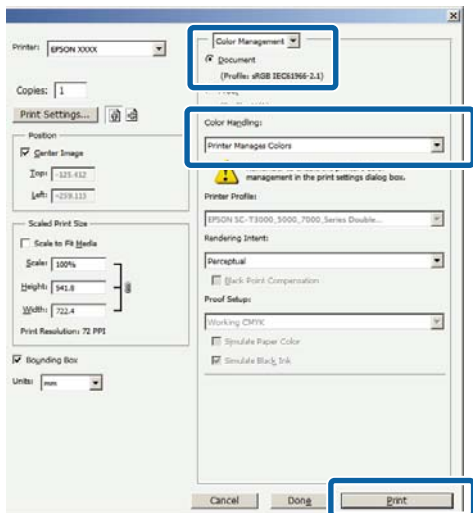 Printer: EPSON XXXX
Copies: 1
Print Settings...
Position
Center Image
Top: -125.412
Left: -259.115
Scaled Print Size
Scale to Fit Media
Scale: 100%
Height: 541.8
Width: 722.4
Print Resolution: 72 PPI
Bounding Box
Units: mm
Color Management
Document
(Profile: sRGB IEC61966-2.1)
Color Handling:
Printer Manages Colors
management in the print settings dialog box.
Printer Profile:
EPSON SC-T3000_5000_7000_Series Double...
Rendering Intent:
Perceptual
Black Point Compensation
Proof Setup:
Working CMYK
Simulate Paper Color
Simulate Black Ink
Cancel
Done
Print